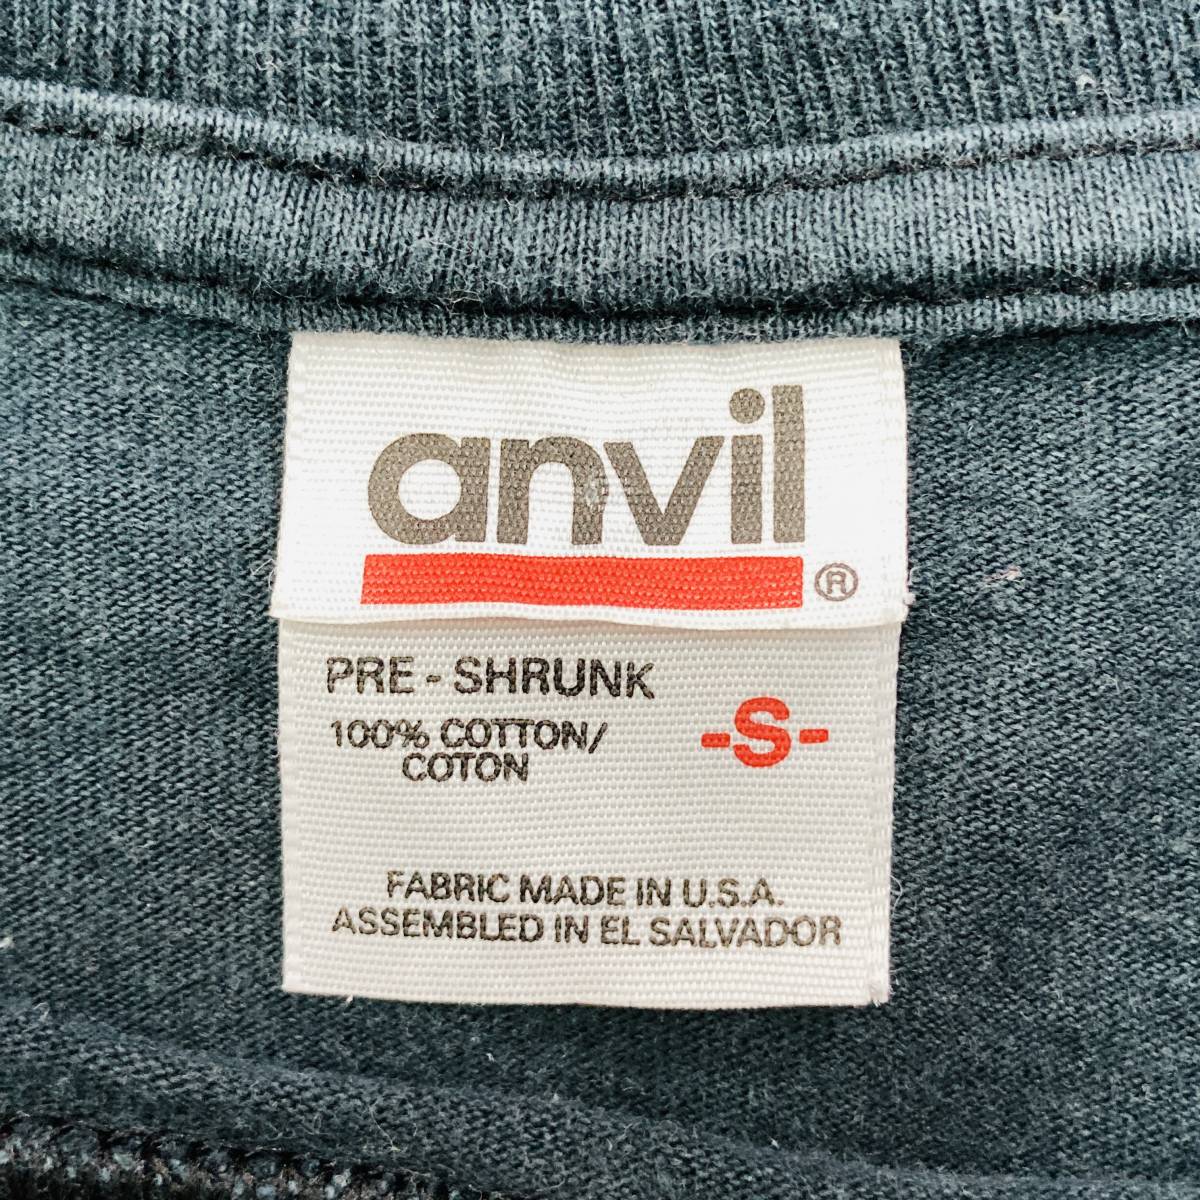 anvil ®
PRE - SHRUNK
100% COTTON/
COTON
-S-
FABRIC MADE IN U.S.A.
ASSEMBLED IN EL SALVADOR